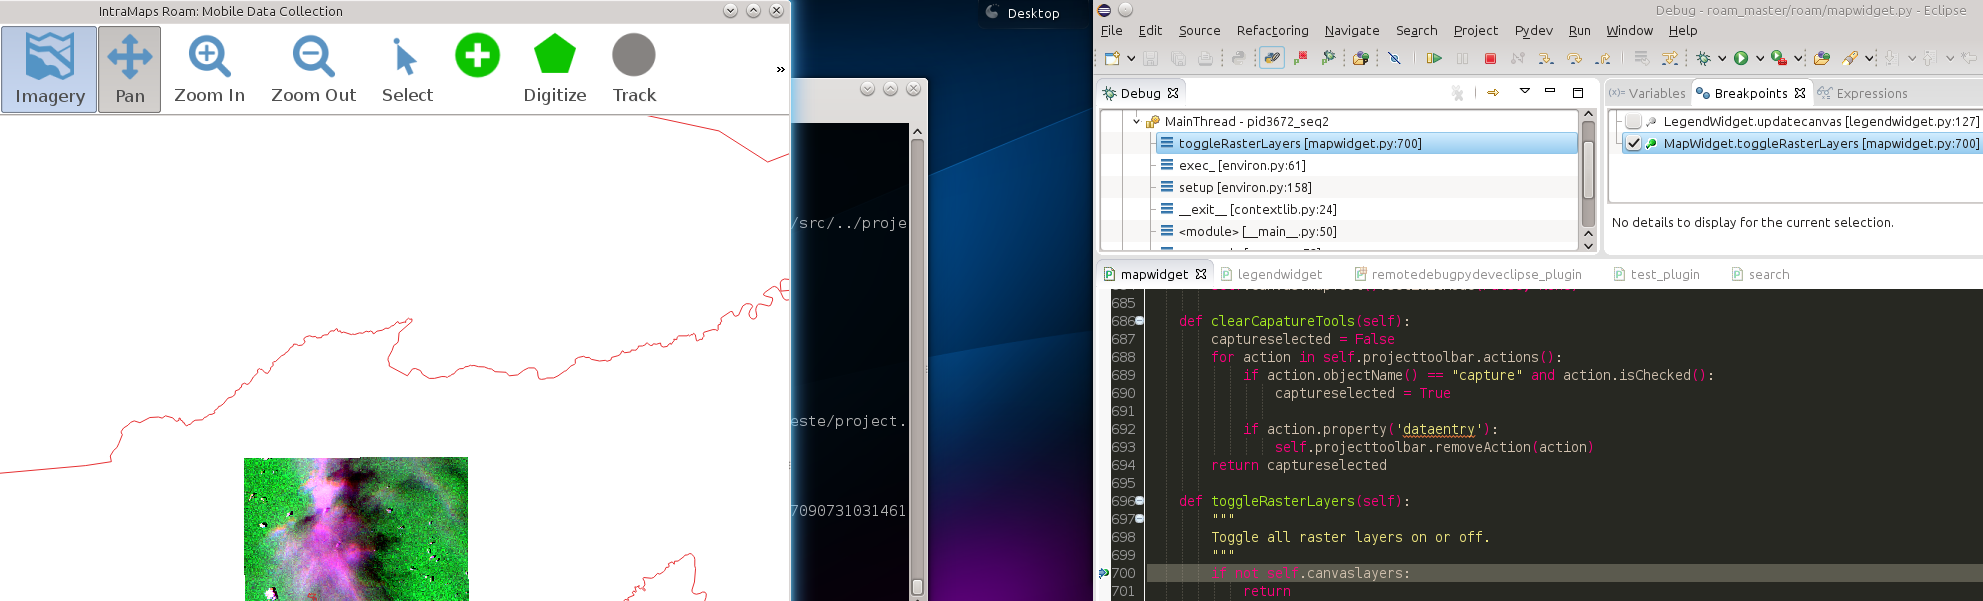 IntraMaps Roam: Mobile Data Collection
Imagery
Pan
Zoom In
Zoom Out
Select
Digitize
Track
»
/src/../proje
este/project.
7090731031461
Desktop
Debug - roam_master/roam/mapwidget.py - Eclipse
File Edit Source Refactoring Navigate Search Project Pydev Run Window Help
Debug
MainThread - pid3672_seq2
toggleRasterLayers [mapwidget.py:700]
exec_ [environ.py:61]
setup [environ.py:158]
__exit__ [contextlib.py:24]
<module> [__main__.py:50]
(x)= Variables Breakpoints Expressions
LegendWidget.updatecanvas [legendwidget.py:127]
MapWidget.toggleRasterLayers [mapwidget.py:700]
No details to display for the current selection.
mapwidget legendwidget remotedebugpydeveclipse_plugin test_plugin search
685
686 def clearCapatureTools(self):
687 captureselected = False
688 for action in self.projecttoolbar.actions():
689 if action.objectName() == "capture" and action.isChecked():
690 captureselected = True
691
692 if action.property('dataentry'):
693 self.projecttoolbar.removeAction(action)
694 return captureselected
695
696 def toggleRasterLayers(self):
697 """
698 Toggle all raster layers on or off.
699 """
700 if not self.canvaslayers:
701 return